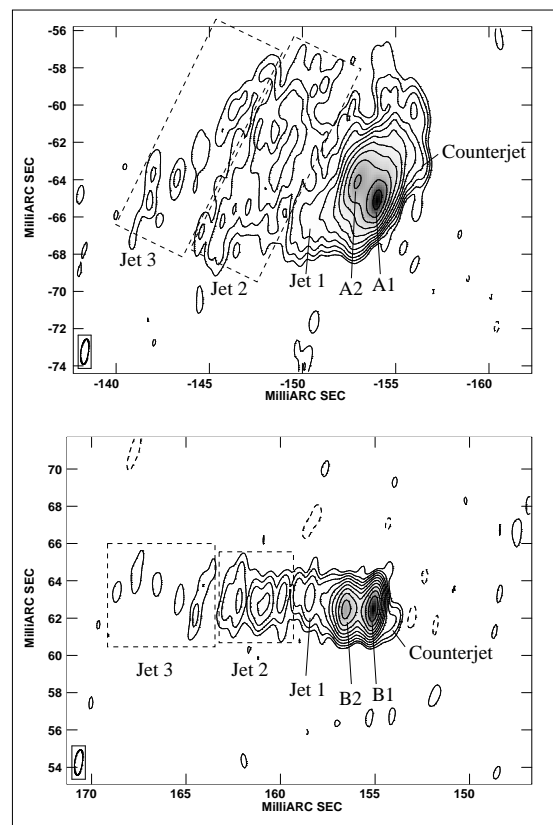 -56
-58
-60
-62
-64
-66
-68
-70
-72
-74
MilliARC SEC
Counterjet
Jet 3
Jet 2
Jet 1
A2
A1
-140 -145 -150 -155 -160
MilliARC SEC
70
68
66
64
62
60
58
56
54
MilliARC SEC
Counterjet
Jet 3
Jet 2
Jet 1
B2
B1
170 165 160 155 150
MilliARC SEC